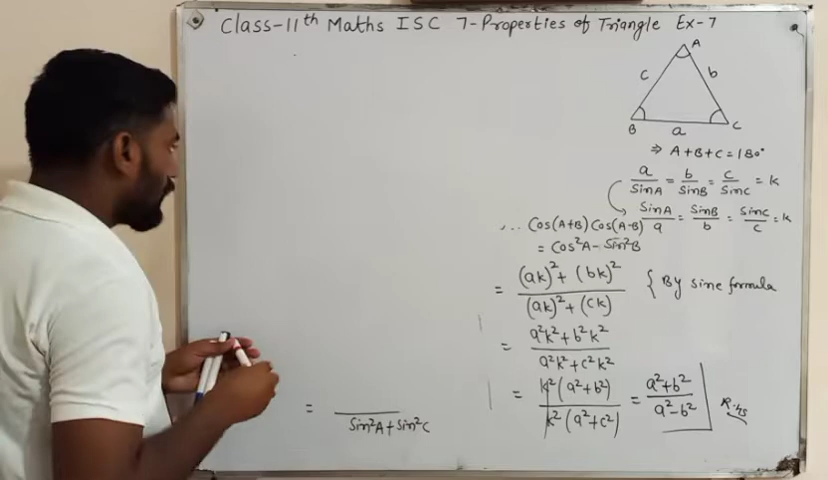 Class-11th Maths ISC 7-Properties of Triangle Ex-7
A
c b
B a C
⇒ A+B+C=180°
a/SinA = b/SinB = c/SinC = k
SinA/a = SinB/b = SinC/c = k
... Cos(A+B) Cos(A-B)
= Cos²A - Sin²B
= (ak)² + (bk)² / (ak)² + (ck) { By sine formula
= a²k² + b²k² / a²k² + c²k²
= k²(a²+b²) / k²(a²+c²) = a²+b² / a²-b² R.H.S
= / Sin²A + Sin²C